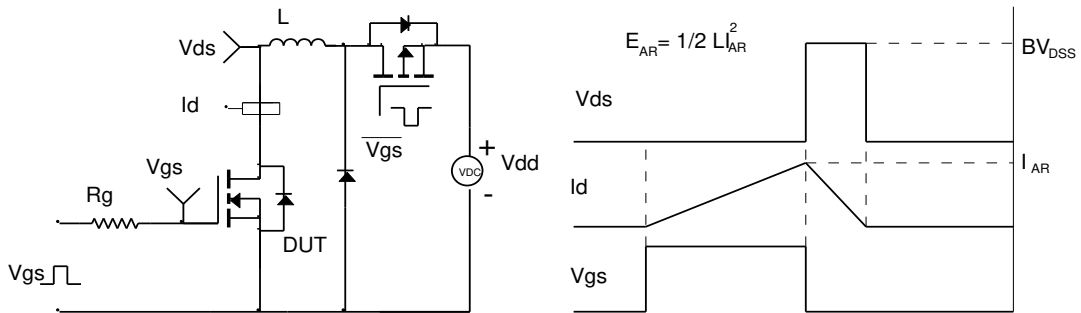 L
Vds
Id
Vgs
Rg
Vgs
DUT
Vgs
VDC
+
-
Vdd
E_AR = 1/2 LI_AR^2
BV_DSS
Vds
I_AR
Id
Vgs